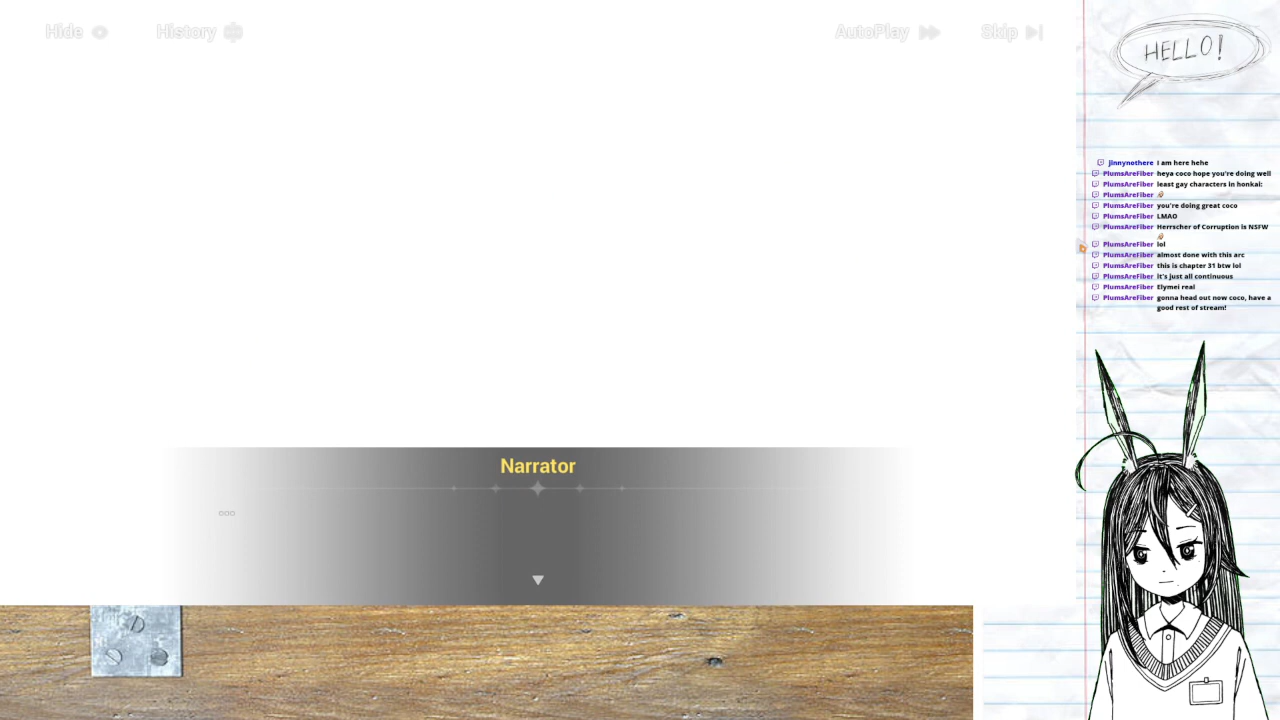 Hide
History
AutoPlay
Skip
HELLO!
jinnynothere I am here hehe
PlumsAreFiber heya coco hope you're doing well
PlumsAreFiber least gay characters in honkai:
PlumsAreFiber
PlumsAreFiber you're doing great coco
PlumsAreFiber LMAO
PlumsAreFiber Herrscher of Corruption is NSFW
PlumsAreFiber lol
PlumsAreFiber almost done with this arc
PlumsAreFiber this is chapter 31 btw lol
PlumsAreFiber it's just all continuous
PlumsAreFiber Elymei real
PlumsAreFiber gonna head out now coco, have a
good rest of stream!
Narrator
...